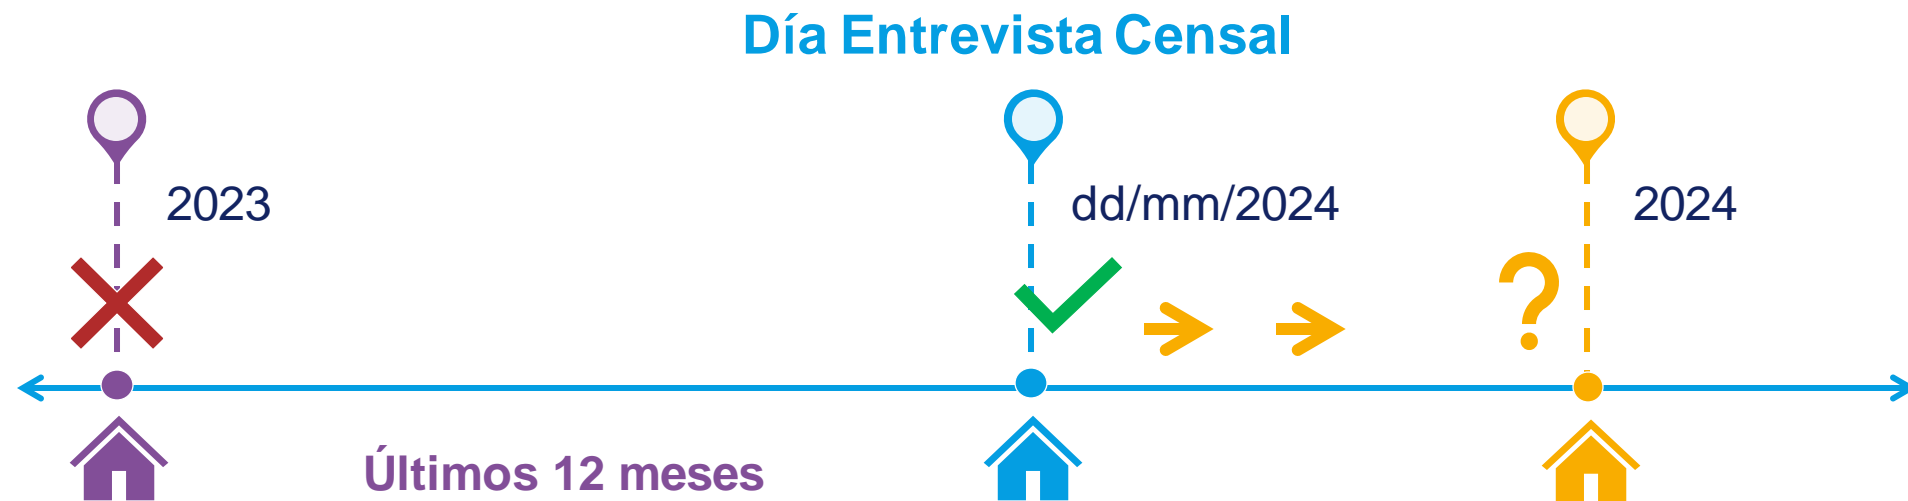 Día Entrevista Censal
2023
dd/mm/2024
2024
?
Últimos 12 meses